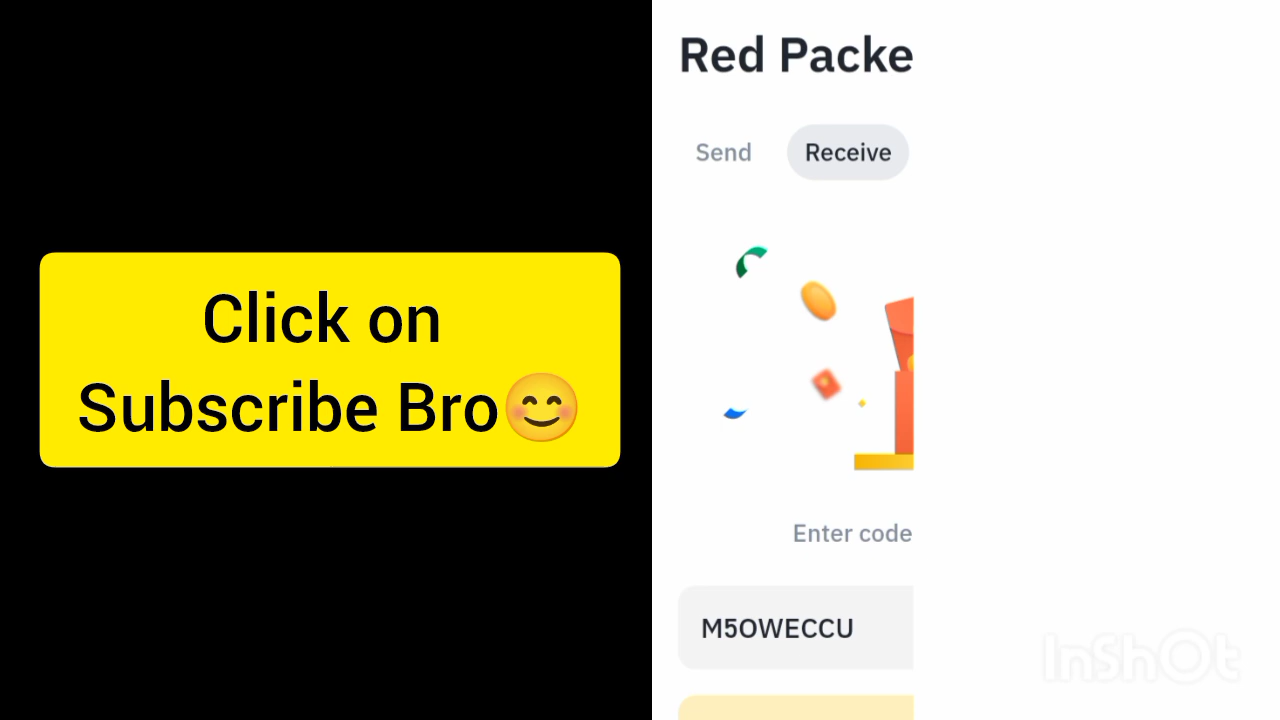 Click on
Subscribe Bro😊
Red Packe
Send
Receive
Enter code
M5OWECCU
InShOt